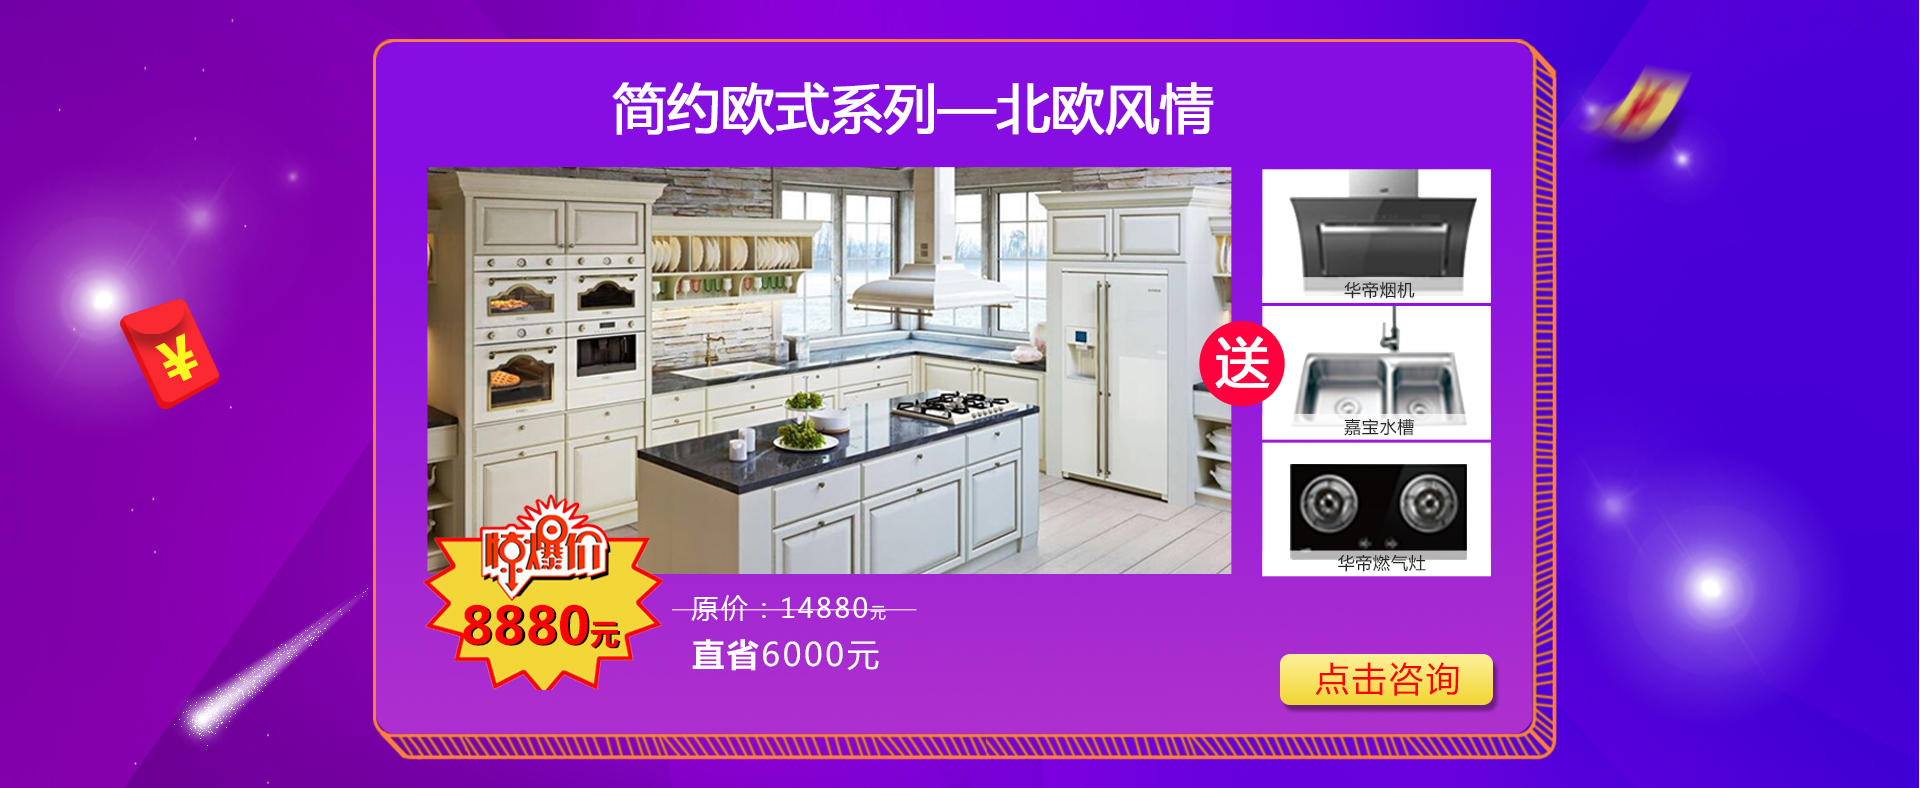 简约欧式系列—北欧风情
华帝烟机
送
嘉宝水槽
华帝燃气灶
惊爆价
8880元
原价：14880元
直省6000元
点击咨询
¥